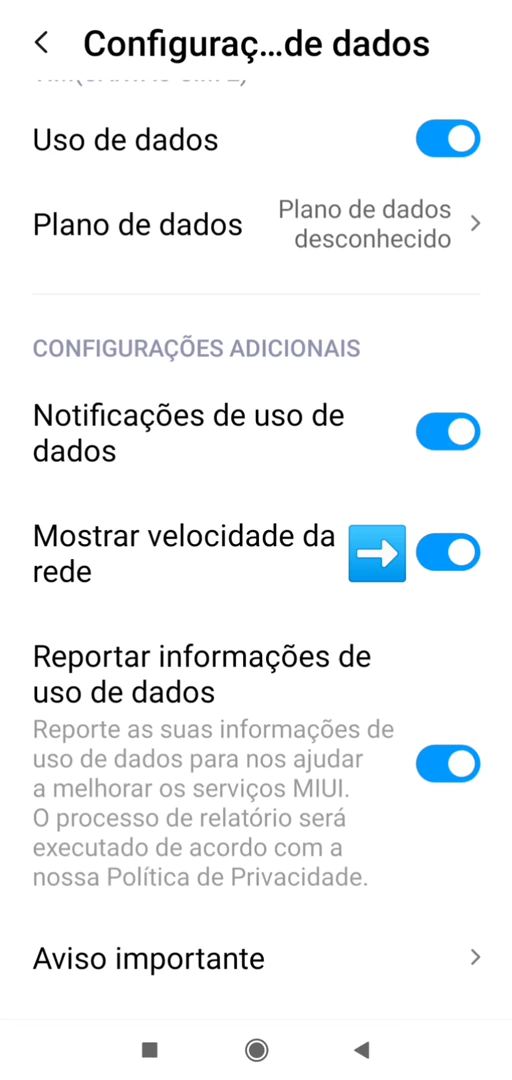 Configuraç...de dados
Uso de dados
Plano de dados
Plano de dados
desconhecido
CONFIGURAÇÕES ADICIONAIS
Notificações de uso de
dados
Mostrar velocidade da
rede
Reportar informações de
uso de dados
Reporte as suas informações de
uso de dados para nos ajudar
a melhorar os serviços MIUI.
O processo de relatório será
executado de acordo com a
nossa Política de Privacidade.
Aviso importante